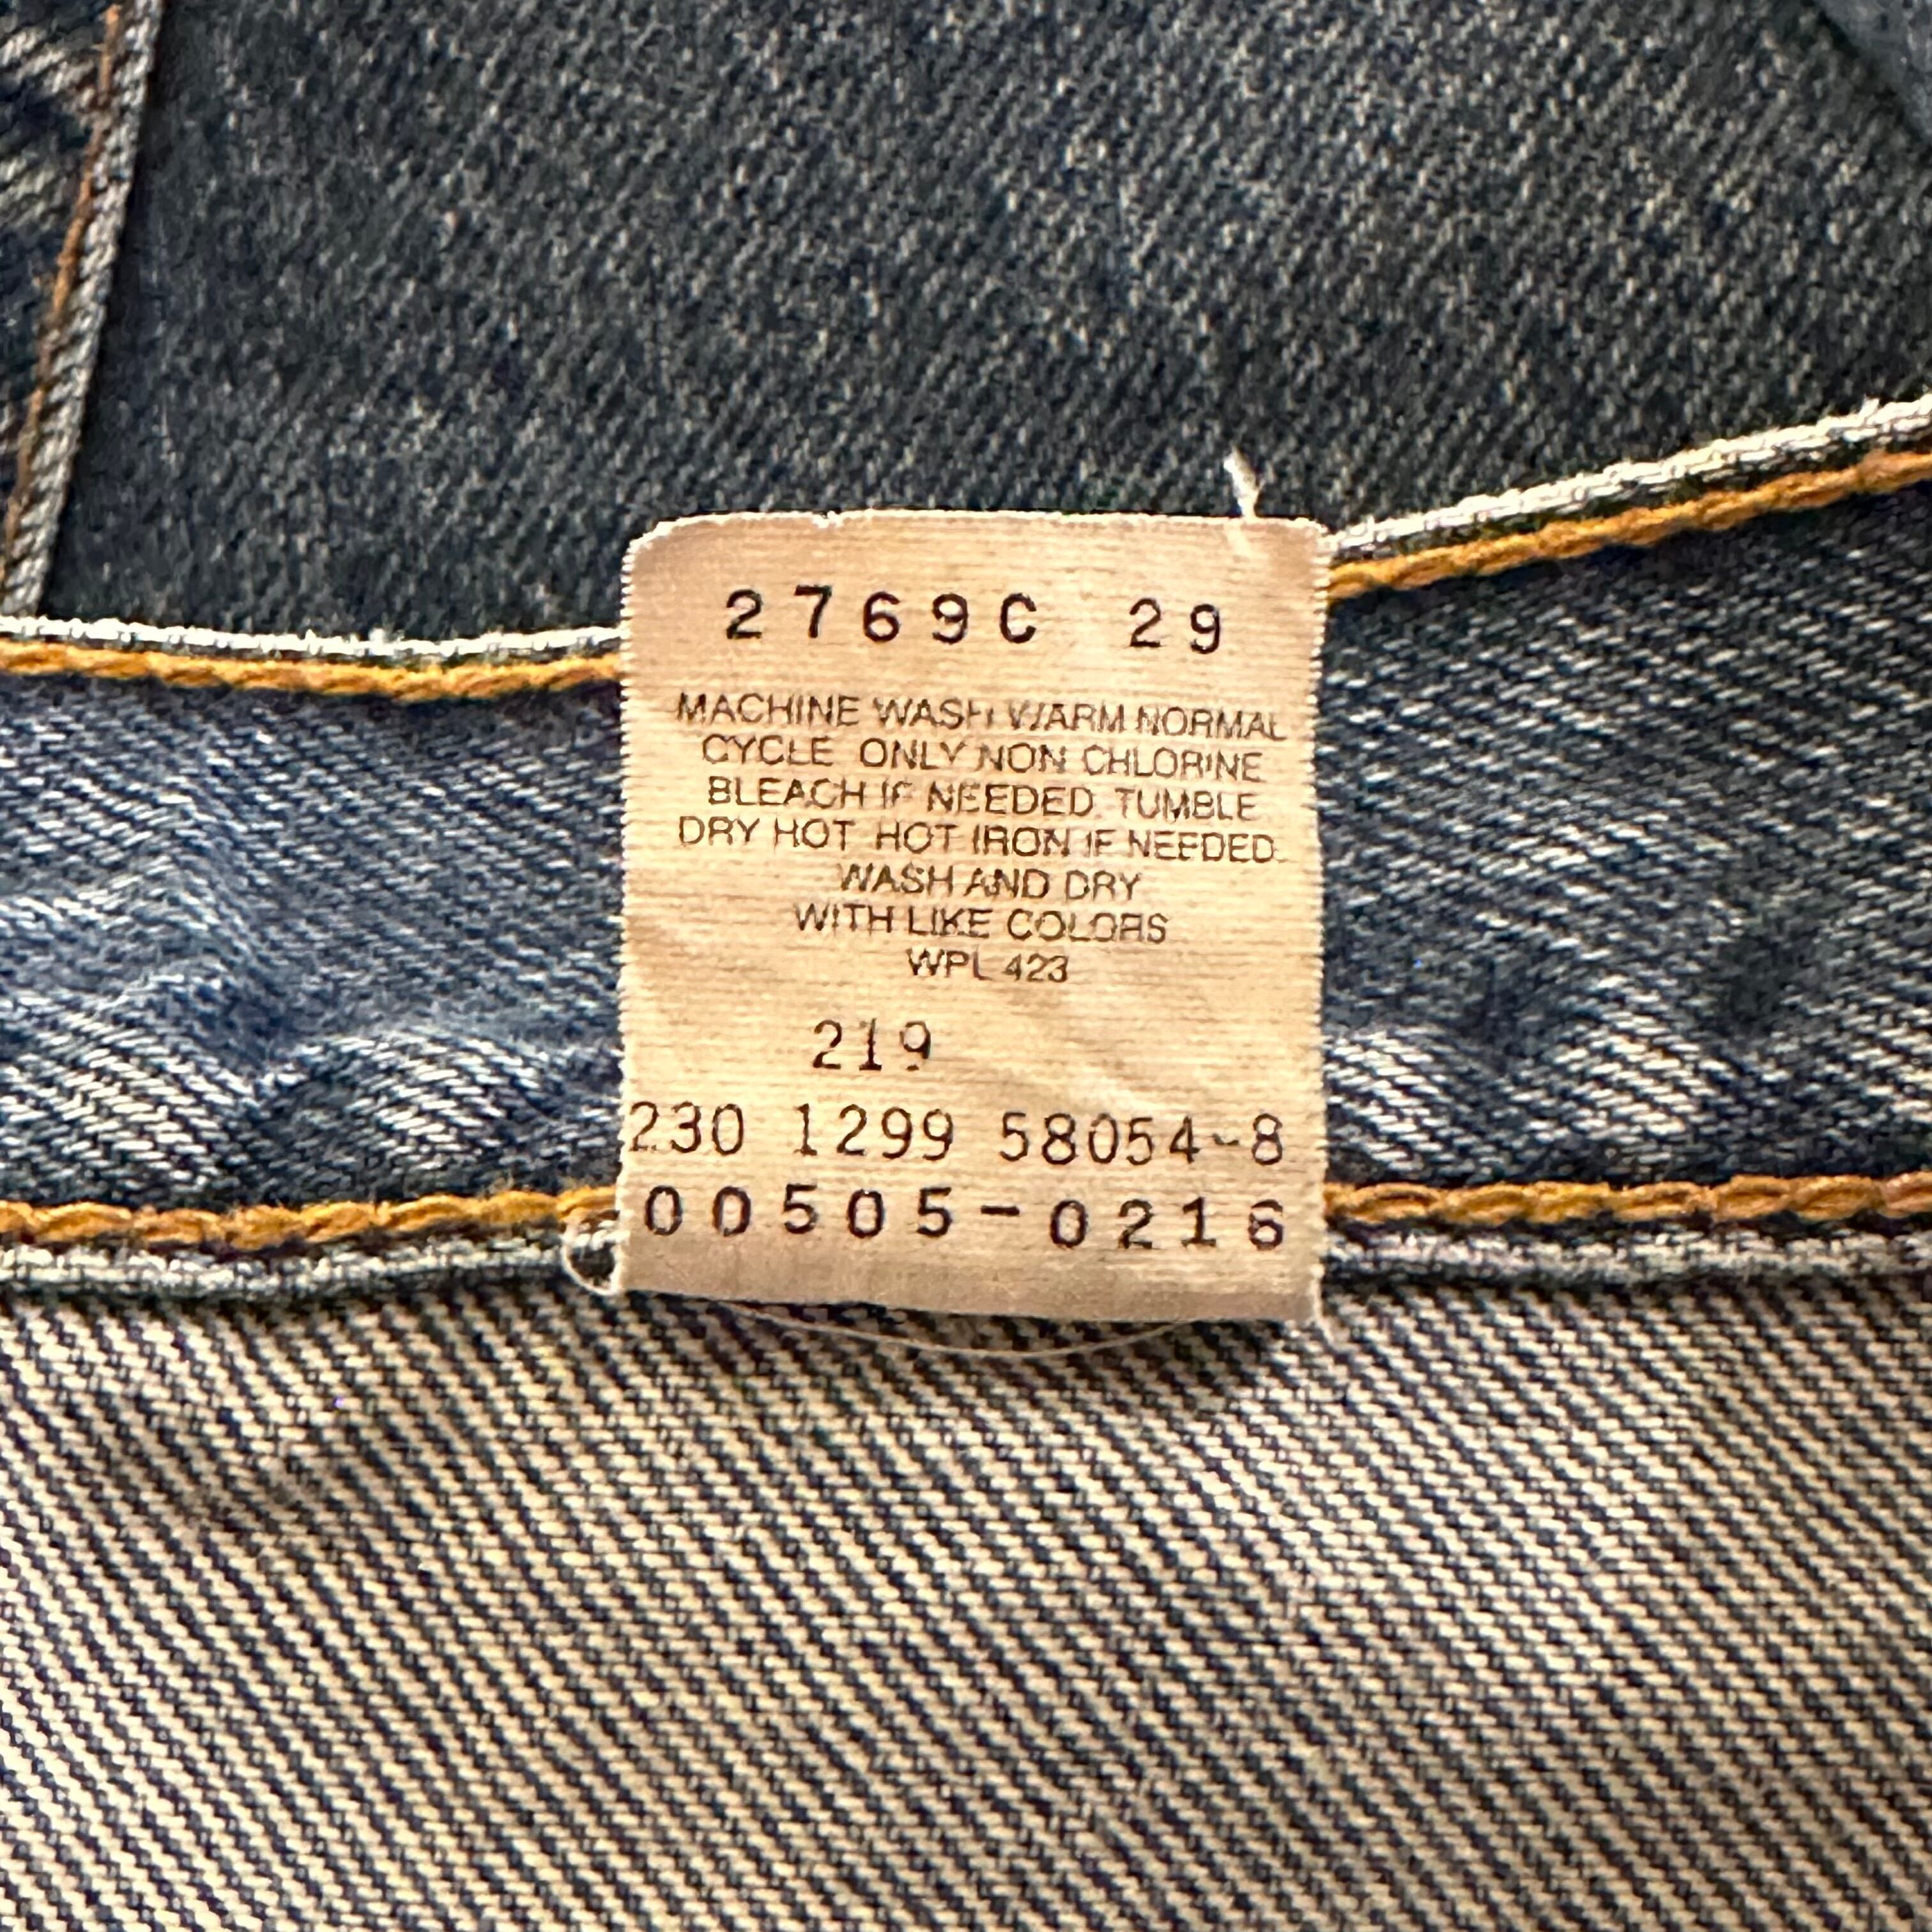 2769C 29
MACHINE WASH WARM NORMAL
CYCLE ONLY NON CHLORINE
BLEACH IF NEEDED. TUMBLE
DRY HOT HOT IRON IF NEEDED.
WASH AND DRY
WITH LIKE COLORS
WPL 423
219
230 1299 58054-8
00505-0216